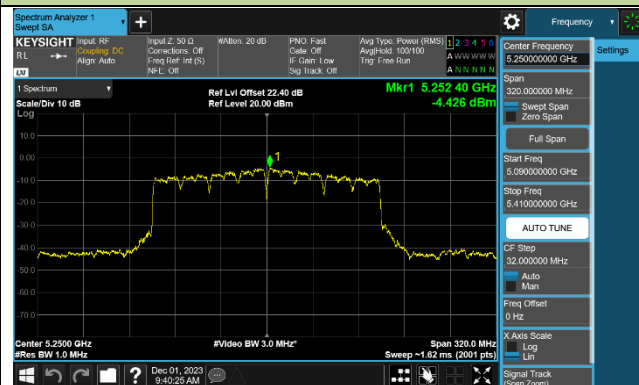 Spectrum Analyzer 1
Swept SA
+
Frequency
KEYSIGHT
Input: RF
Input Z: 50 Ω
#Atten: 20 dB
PNO: Fast
Avg Type: Power (RMS)
1 2 3 4 5 6
RL
Coupling: DC
Corrections: Off
Gate: Off
Avg|Hold: 100/100
A W W W W W
Align: Auto
Freq Ref: Int (S)
IF Gain: Low
Trig: Free Run
LXI
NFE: Off
Sig Track: Off
A N N N N N
Center Frequency
5.250000000 GHz
Settings
Span
320.000000 MHz
Swept Span
Zero Span
Full Span
Start Freq
5.090000000 GHz
Stop Freq
5.410000000 GHz
AUTO TUNE
CF Step
32.000000 MHz
Auto
Man
Freq Offset
0 Hz
X Axis Scale
Log
Lin
Signal Track
(Span Zoom)
1 Spectrum
Scale/Div 10 dB
Log
Ref Lvl Offset 22.40 dB
Ref Level 20.00 dBm
Mkr1 5.252 40 GHz
-4.426 dBm
1
10.0
0.00
-10.0
-20.0
-30.0
-40.0
-50.0
-60.0
-70.0
Center 5.2500 GHz
#Video BW 3.0 MHz*
Span 320.0 MHz
#Res BW 1.0 MHz
Sweep ~1.62 ms (2001 pts)
?
Dec 01, 2023
9:40:25 AM